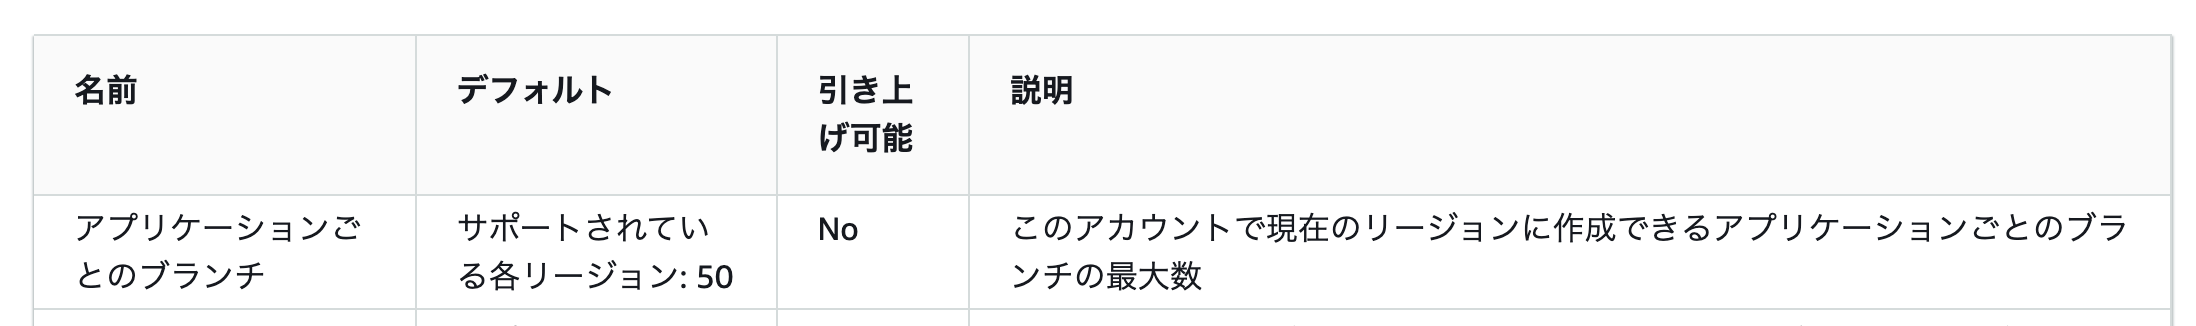 名前
デフォルト
引き上
げ可能
説明
アプリケーションご
とのブランチ
サポートされてい
る各リージョン: 50
No
このアカウントで現在のリージョンに作成できるアプリケーションごとのブラ
ンチの最大数